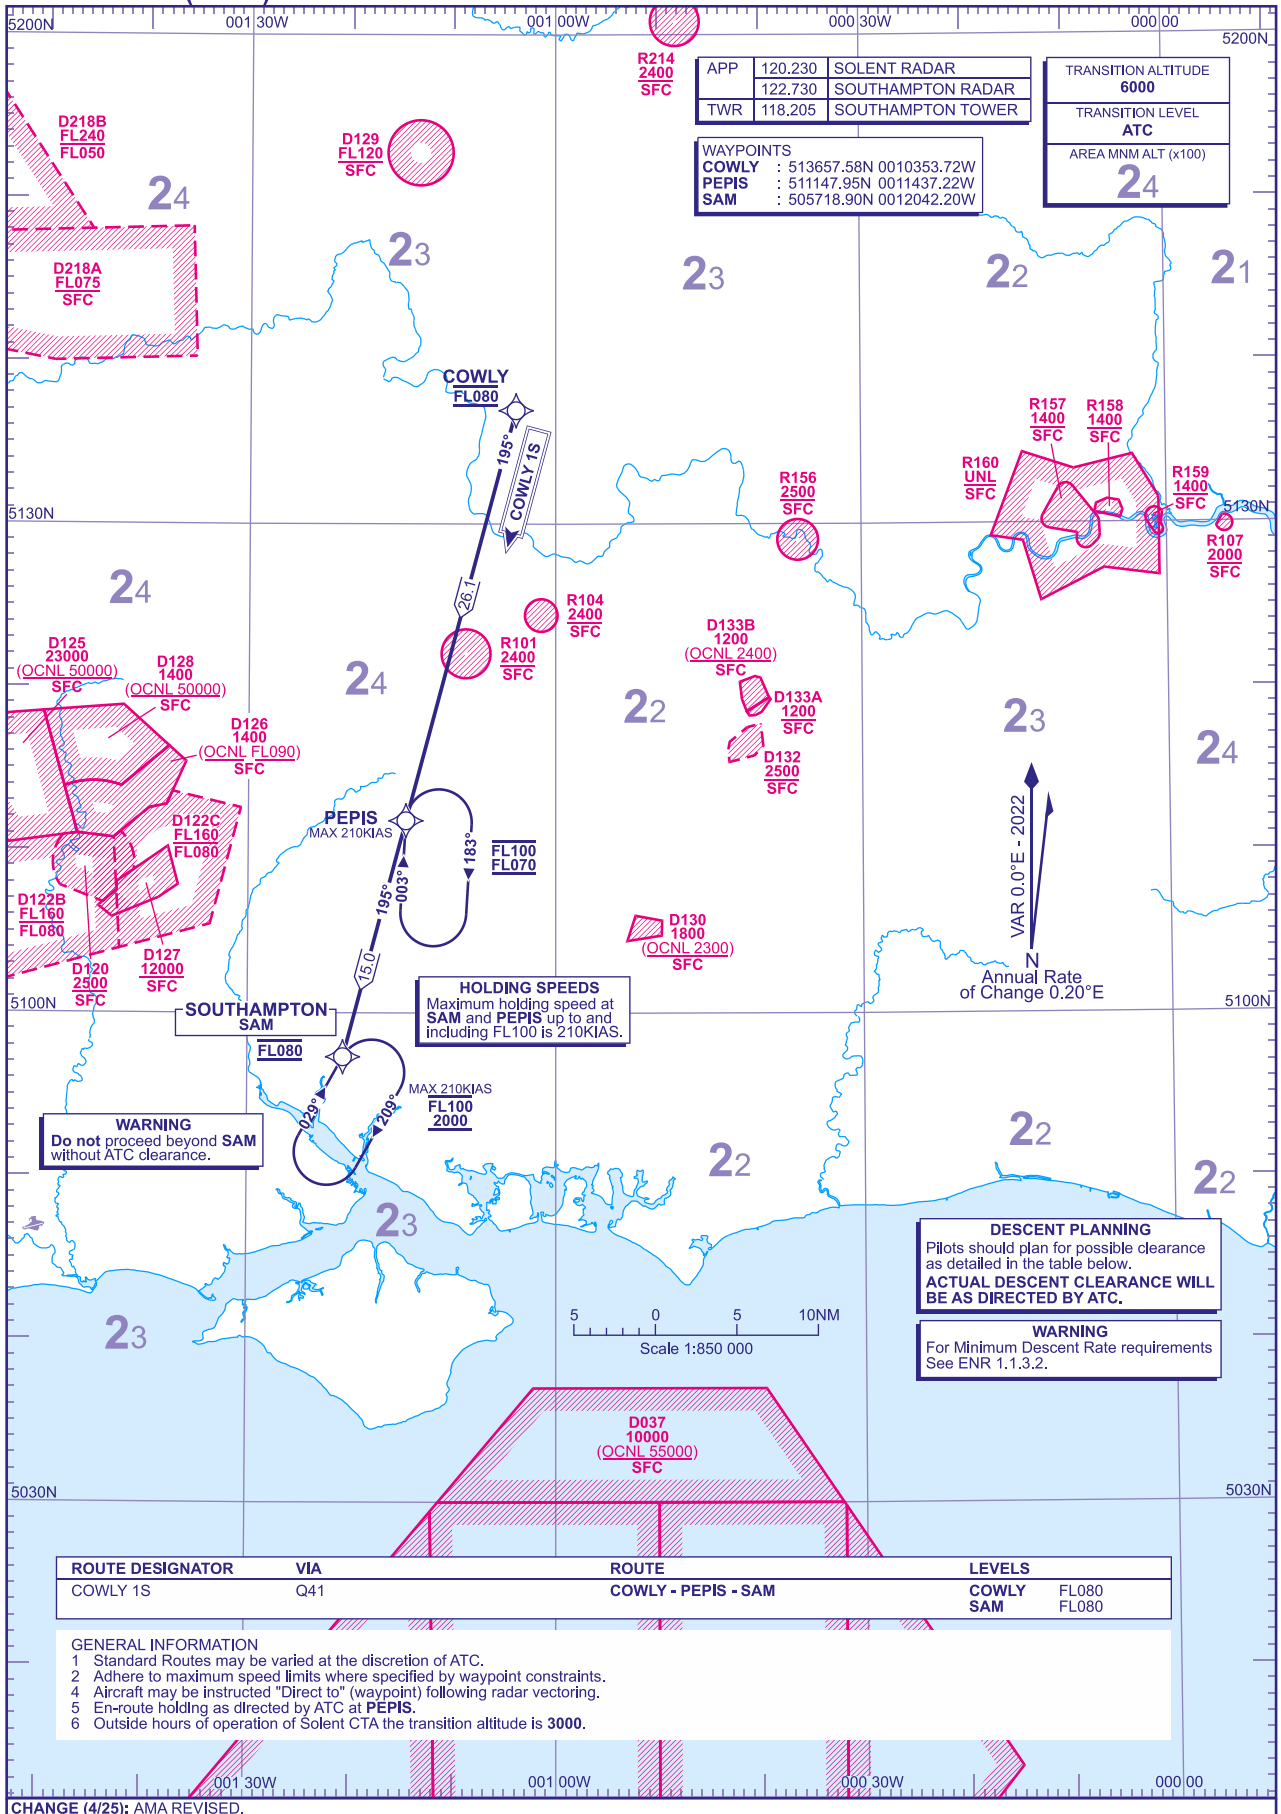 001 00W
000 30W
000 00
5200N
5200N
R214
2400
SFC
APP 120.230 SOLENT RADAR
122.730 SOUTHAMPTON RADAR
TWR 118.205 SOUTHAMPTON TOWER
TRANSITION ALTITUDE
6000
TRANSITION LEVEL
ATC
AREA MNM ALT (x100)
24
WAYPOINTS
COWLY : 513657.58N 0010353.72W
PEPIS : 511147.95N 0011437.22W
SAM : 505718.90N 0012042.20W
D218B
FL240
FL050
D129
FL120
SFC
24
23
23
22
21
D218A
FL075
SFC
COWLY
FL080
195°
COWLY 1S
R157
1400
SFC
R158
1400
SFC
R160
UNL
SFC
R159
1400
SFC
R156
2500
SFC
5130N
5130N
R107
2000
SFC
24
26.1
R104
2400
SFC
R101
2400
SFC
D133B
1200
(OCNL 2400)
SFC
D125
23000
(OCNL 50000)
SFC
D128
1400
(OCNL 50000)
SFC
24
22
D133A
1200
SFC
23
24
D126
1400
(OCNL FL090)
SFC
D132
2500
SFC
PEPIS
MAX 210KIAS
D122C
FL160
FL080
183°
FL100
FL070
003°
195°
VAR 0.0°E - 2022
D122B
FL160
FL080
D130
1800
(OCNL 2300)
SFC
D127
12000
SFC
D120
2500
SFC
15.0
N
Annual Rate
of Change 0.20°E
HOLDING SPEEDS
Maximum holding speed at
SAM and PEPIS up to and
including FL100 is 210KIAS.
5100N
5100N
SOUTHAMPTON
SAM
FL080
MAX 210KIAS
FL100
2000
029°
209°
WARNING
Do not proceed beyond SAM
without ATC clearance.
22
22
22
23
DESCENT PLANNING
Pilots should plan for possible clearance
as detailed in the table below.
ACTUAL DESCENT CLEARANCE WILL
BE AS DIRECTED BY ATC.
23
5 0 5 10NM
Scale 1:850 000
WARNING
For Minimum Descent Rate requirements
See ENR 1.1.3.2.
D037
10000
(OCNL 55000)
SFC
5030N
5030N
ROUTE DESIGNATOR VIA ROUTE LEVELS
COWLY 1S Q41 COWLY - PEPIS - SAM COWLY FL080
SAM FL080
GENERAL INFORMATION
1 Standard Routes may be varied at the discretion of ATC.
2 Adhere to maximum speed limits where specified by waypoint constraints.
4 Aircraft may be instructed "Direct to" (waypoint) following radar vectoring.
5 En-route holding as directed by ATC at PEPIS.
6 Outside hours of operation of Solent CTA the transition altitude is 3000.
001 30W
001 00W
000 30W
000 00
CHANGE (4/25): AMA REVISED.